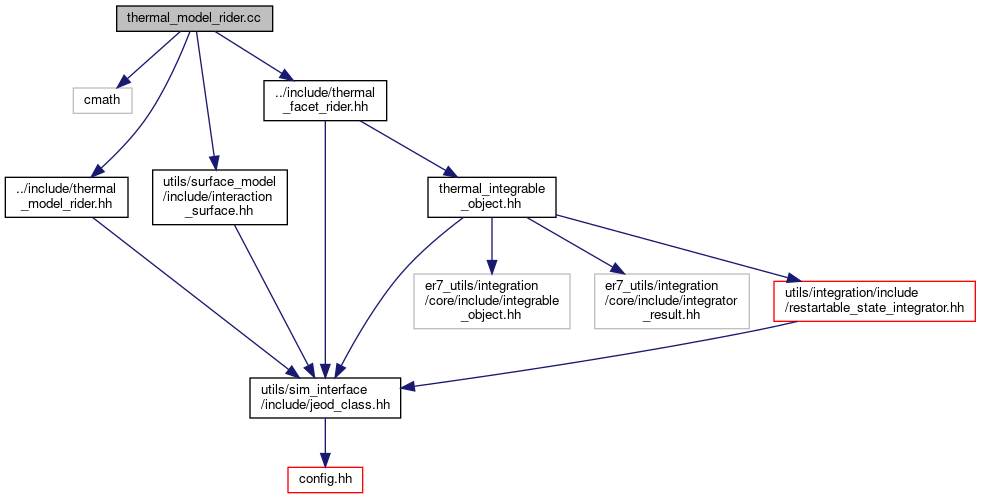 thermal_model_rider.cc
../include/thermal
_facet_rider.hh
cmath
../include/thermal
_model_rider.hh
utils/surface_model
/include/interaction
_surface.hh
thermal_integrable
_object.hh
er7_utils/integration
/core/include/integrable
_object.hh
er7_utils/integration
/core/include/integrator
_result.hh
utils/integration/include
/restartable_state_integrator.hh
utils/sim_interface
/include/jeod_class.hh
config.hh